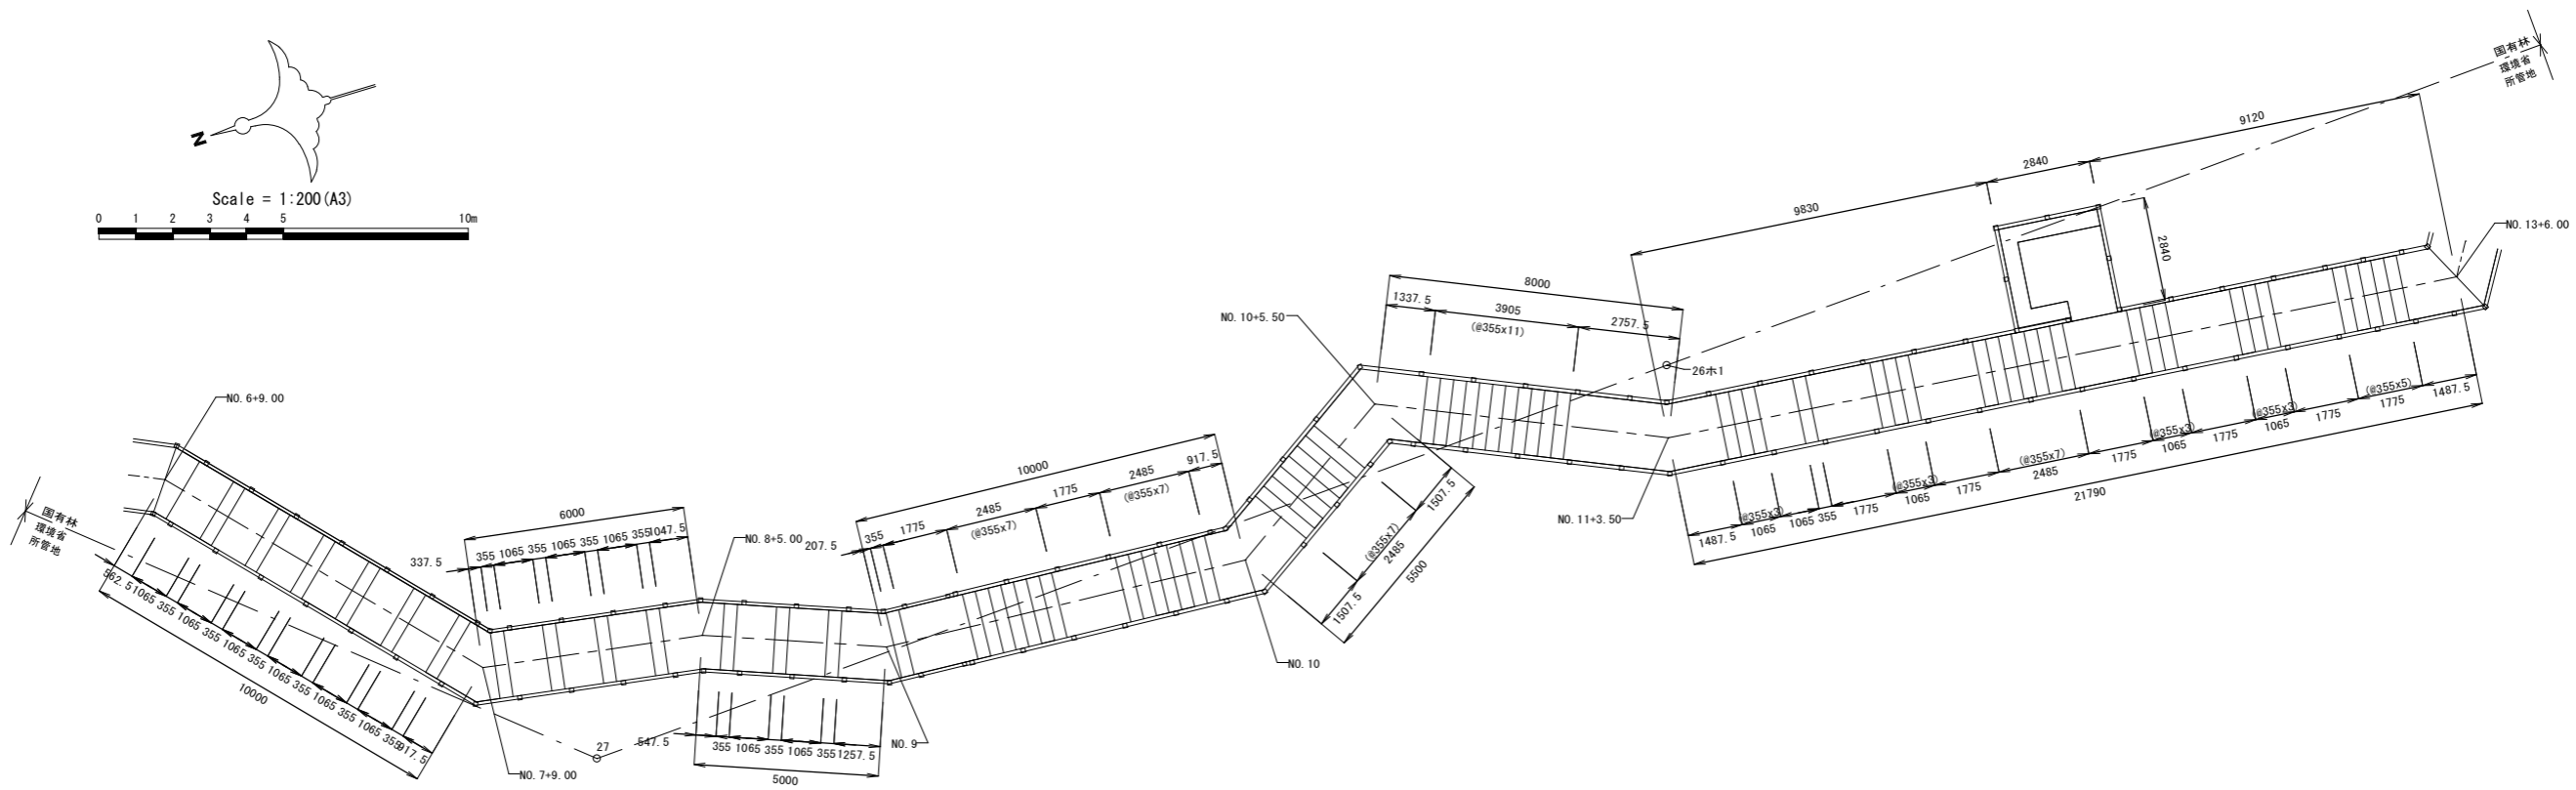 N
Scale = 1:200(A3)
0 1 2 3 4 5 10m
国有林
環境省
所管地
NO.6+9.00
562.5
1065
355
1065
355
1065
355
1065
355
1065
355
1065
355
917.5
10000
NO.7+9.00
6000
337.5
355
1065
355
1065
355
1065
355
1047.5
NO.8+5.00
27
547.5
355
1065
355
1065
355
1257.5
5000
NO.9
10000
207.5
355
1775
2485
(@355x7)
1775
2485
(@355x7)
917.5
NO.10
1507.5
(@355x7)
2485
1507.5
5500
NO.10+5.50
8000
1337.5
3905
(@355x11)
2757.5
26ホ1
NO.11+3.50
9830
2840
9120
2840
1487.5
(@355x3)
1065
1065
355
1775
(@355x3)
1065
1775
(@355x7)
2485
1775
(@355x3)
1065
1775
(@355x3)
1065
1775
(@355x5)
1775
1487.5
21790
NO.13+6.00
国有林
環境省
所管地